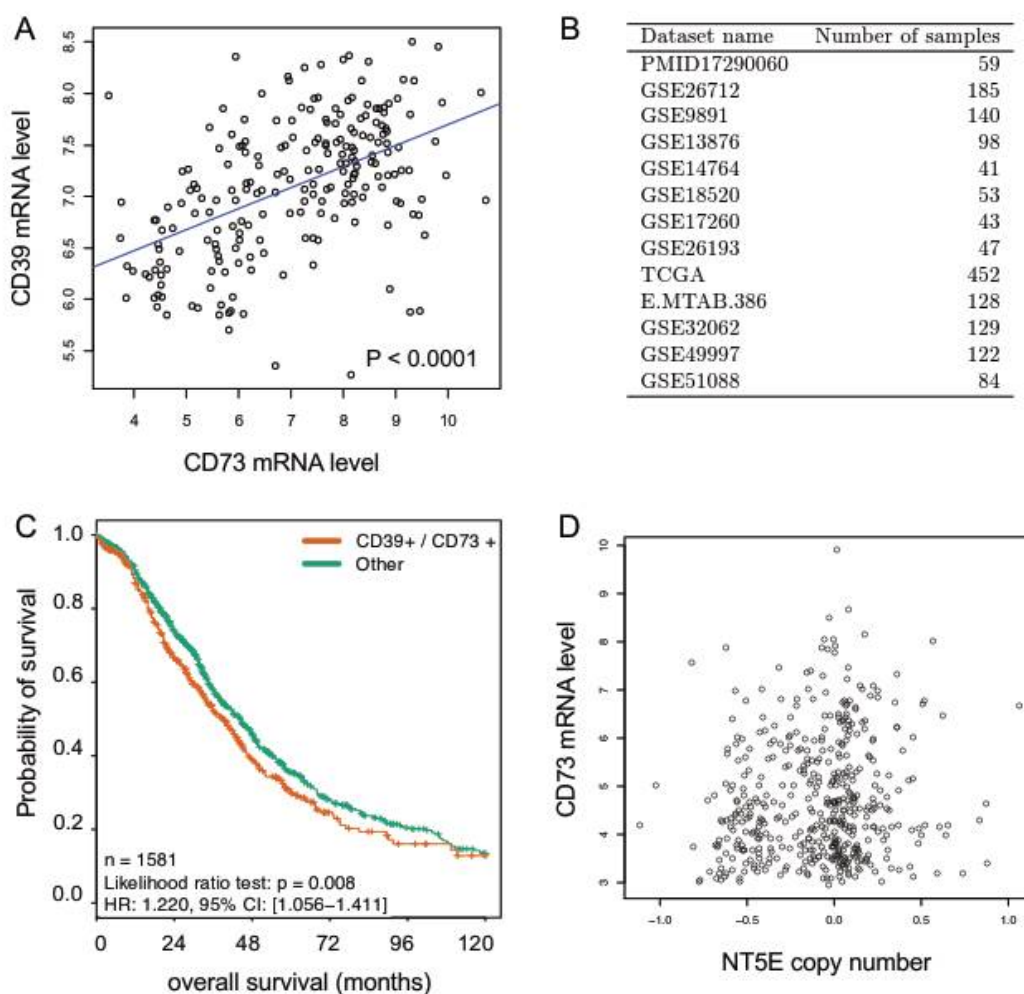 A
CD39 mRNA level
8.5
8.0
7.5
7.0
6.5
6.0
5.5
P < 0.0001
4 5 6 7 8 9 10
CD73 mRNA level
B
Dataset name Number of samples
PMID17290060 59
GSE26712 185
GSE9891 140
GSE13876 98
GSE14764 41
GSE18520 53
GSE17260 43
GSE26193 47
TCGA 452
E.MTAB.386 128
GSE32062 129
GSE49997 122
GSE51088 84
C
Probability of survival
1.0
0.8
0.6
0.4
0.2
0.0
CD39+ / CD73 +
Other
n = 1581
Likelihood ratio test: p = 0.008
HR: 1.220, 95% CI: [1.056–1.411]
0 24 48 72 96 120
overall survival (months)
D
CD73 mRNA level
10
9
8
7
6
5
4
3
−1.0 −0.5 0.0 0.5 1.0
NT5E copy number